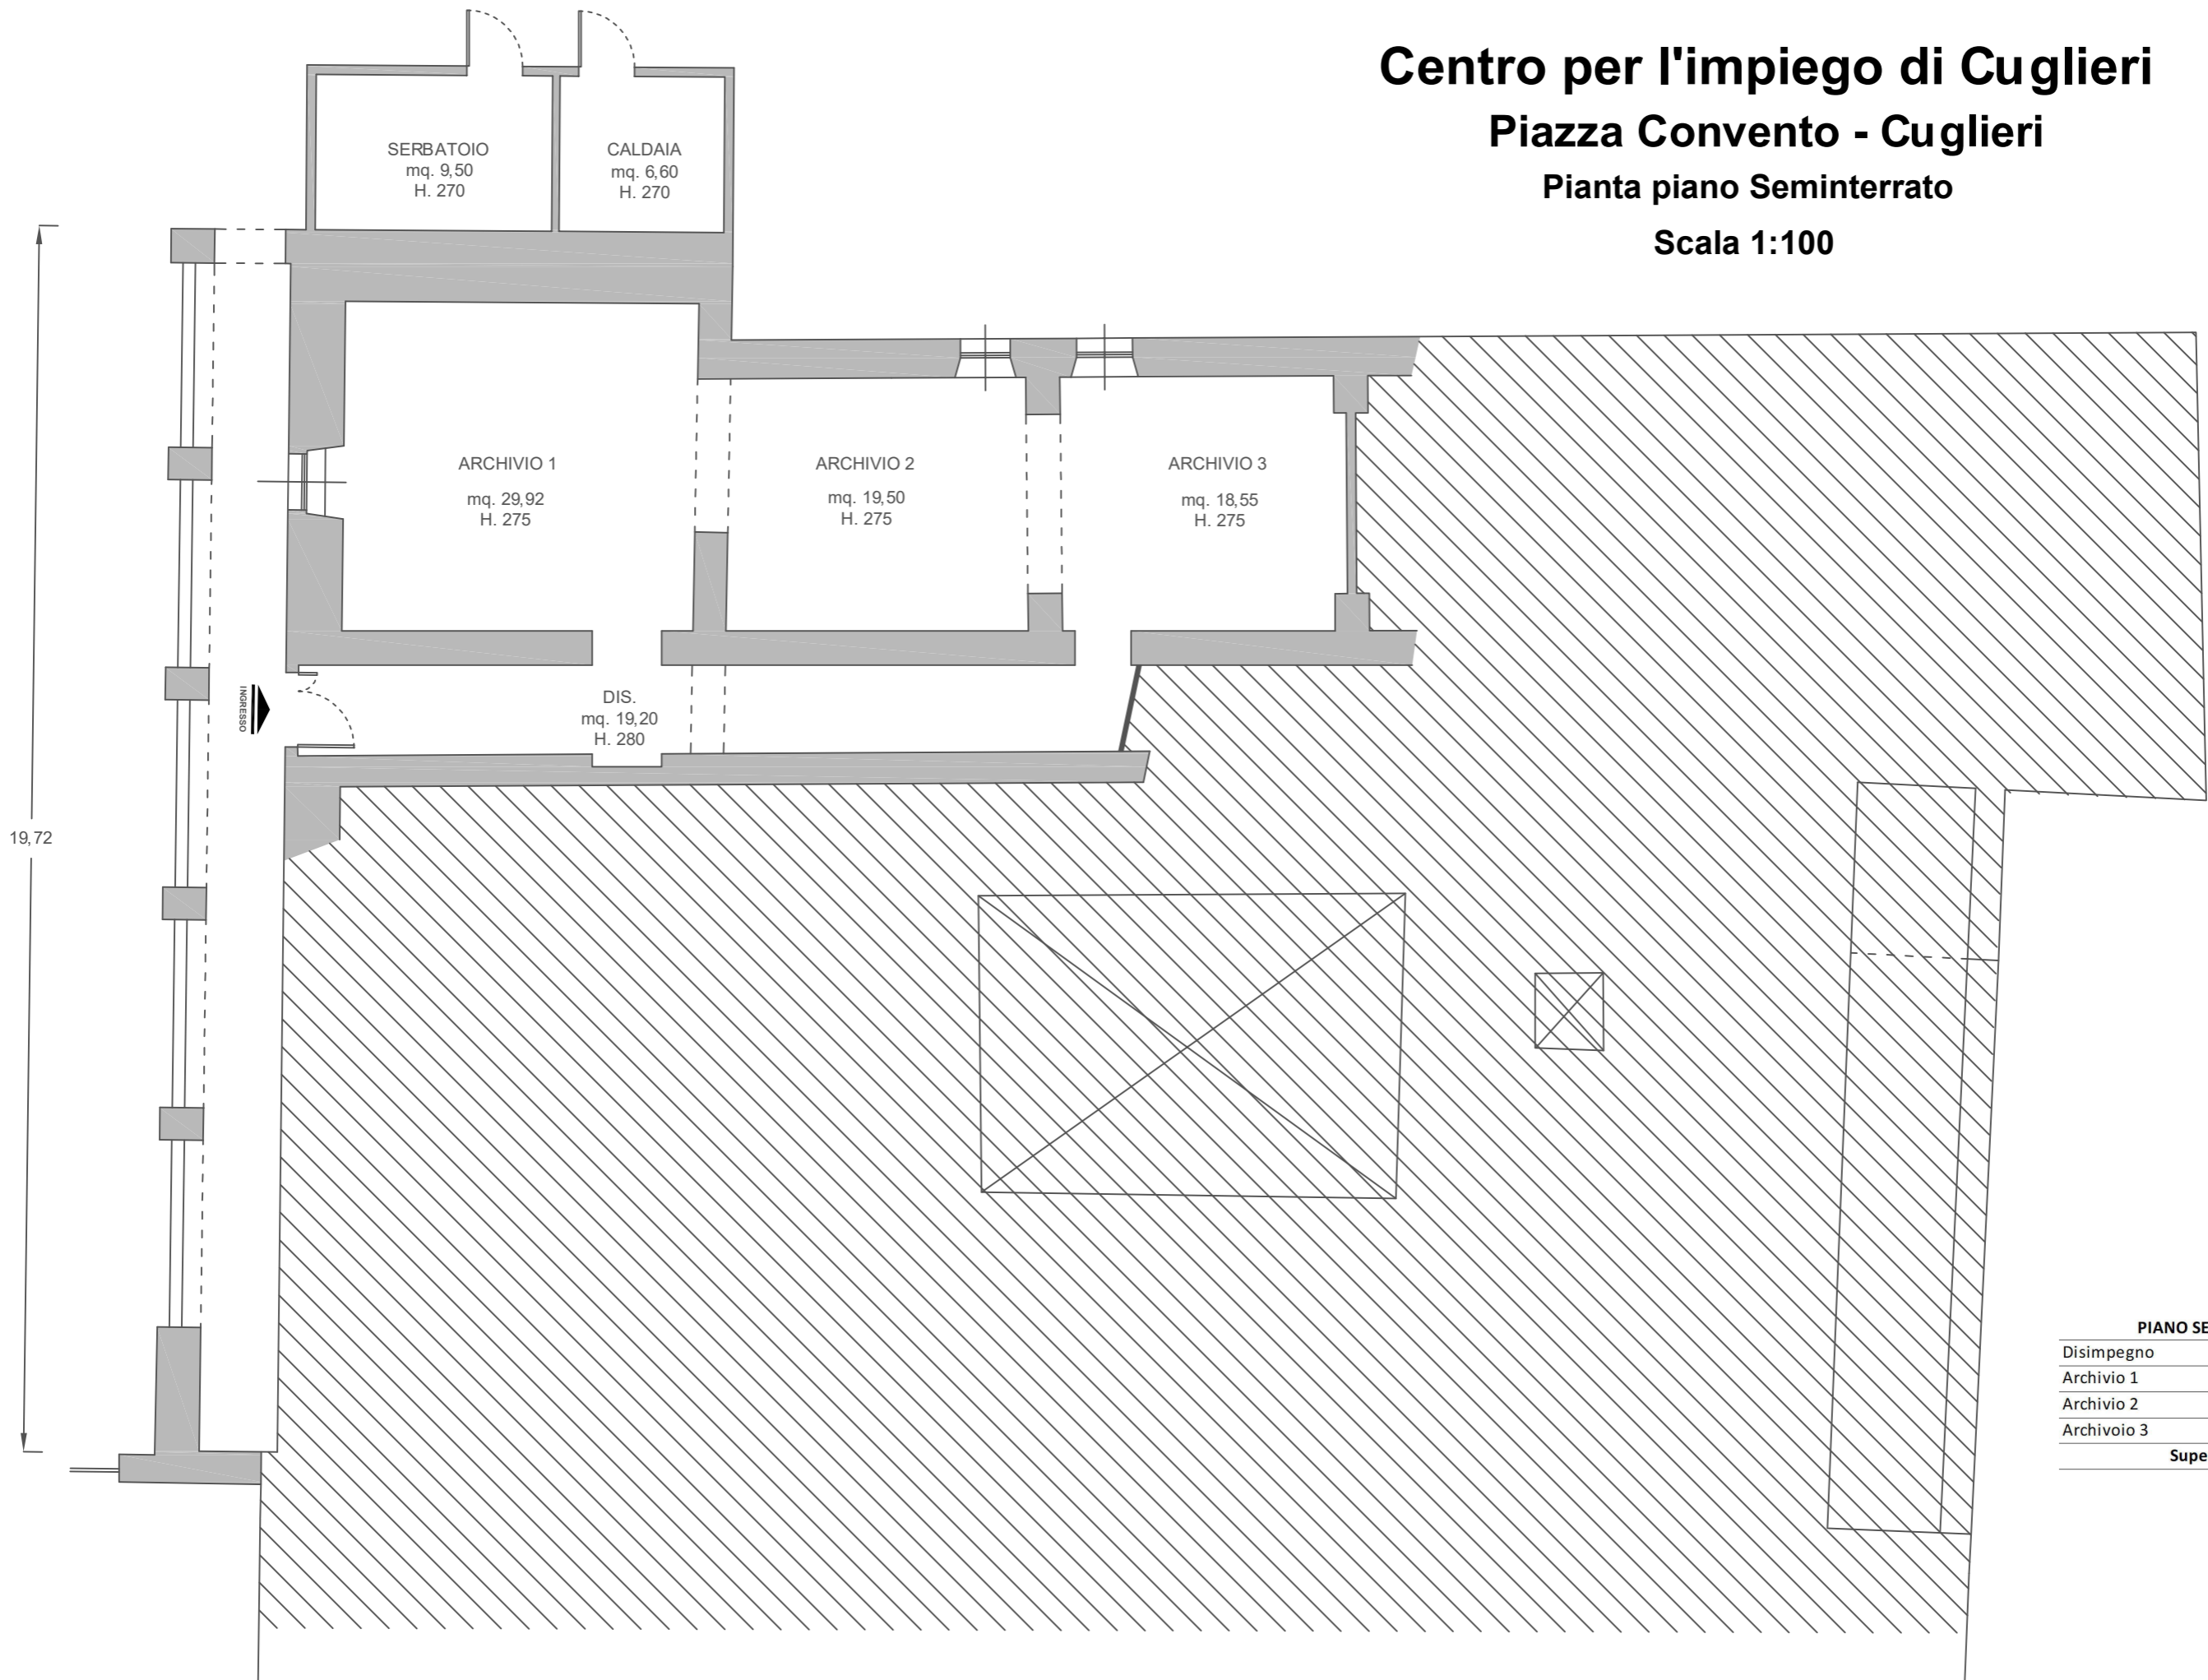 Centro per l'impiego di Cuglieri
Piazza Convento - Cuglieri
Pianta piano Seminterrato
Scala 1:100
SERBATOIO
mq. 9,50
H. 270
CALDAIA
mq. 6,60
H. 270
ARCHIVIO 1
mq. 29,92
H. 275
ARCHIVIO 2
mq. 19,50
H. 275
ARCHIVIO 3
mq. 18,55
H. 275
INGRESSO
DIS.
mq. 19,20
H. 280
19,72
PIANO SE
Disimpegno
Archivio 1
Archivio 2
Archivoio 3
Supe